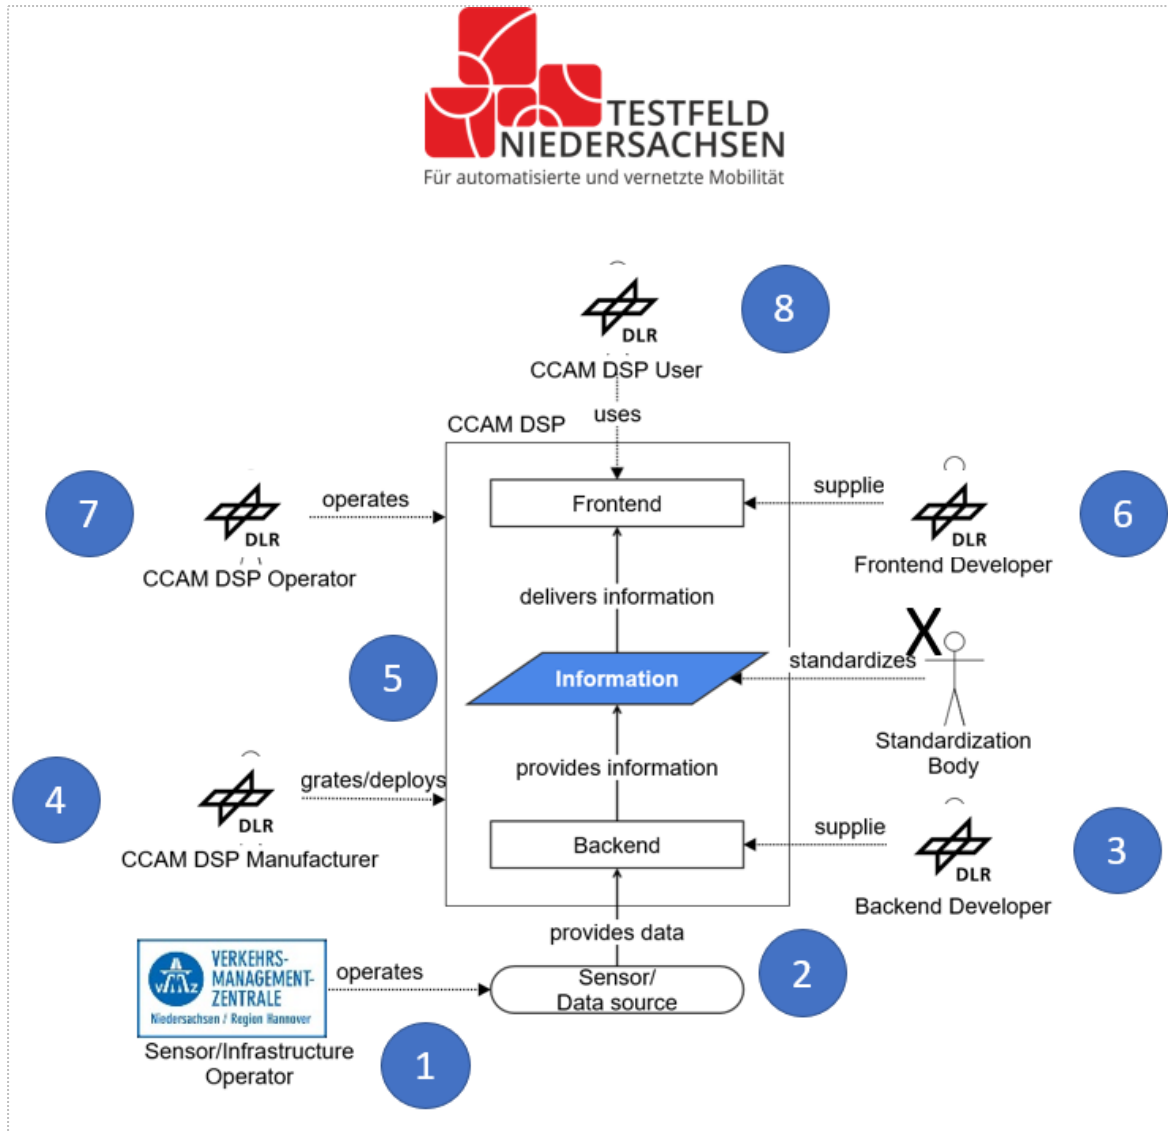 TESTFELD
NIEDERSACHSEN
Für automatisierte und vernetzte Mobilität
8
DLR
CCAM DSP User
uses
CCAM DSP
7
DLR
operates
CCAM DSP Operator
Frontend
supplie
DLR
Frontend Developer
6
delivers information
5
Information
standardizes
X
Standardization
Body
4
DLR
grates/deploys
CCAM DSP Manufacturer
provides information
Backend
supplie
DLR
Backend Developer
3
provides data
2
VERKEHRS-
MANAGEMENT-
ZENTRALE
Niedersachsen / Region Hannover
vMz
operates
Sensor/
Data source
Sensor/Infrastructure
Operator
1